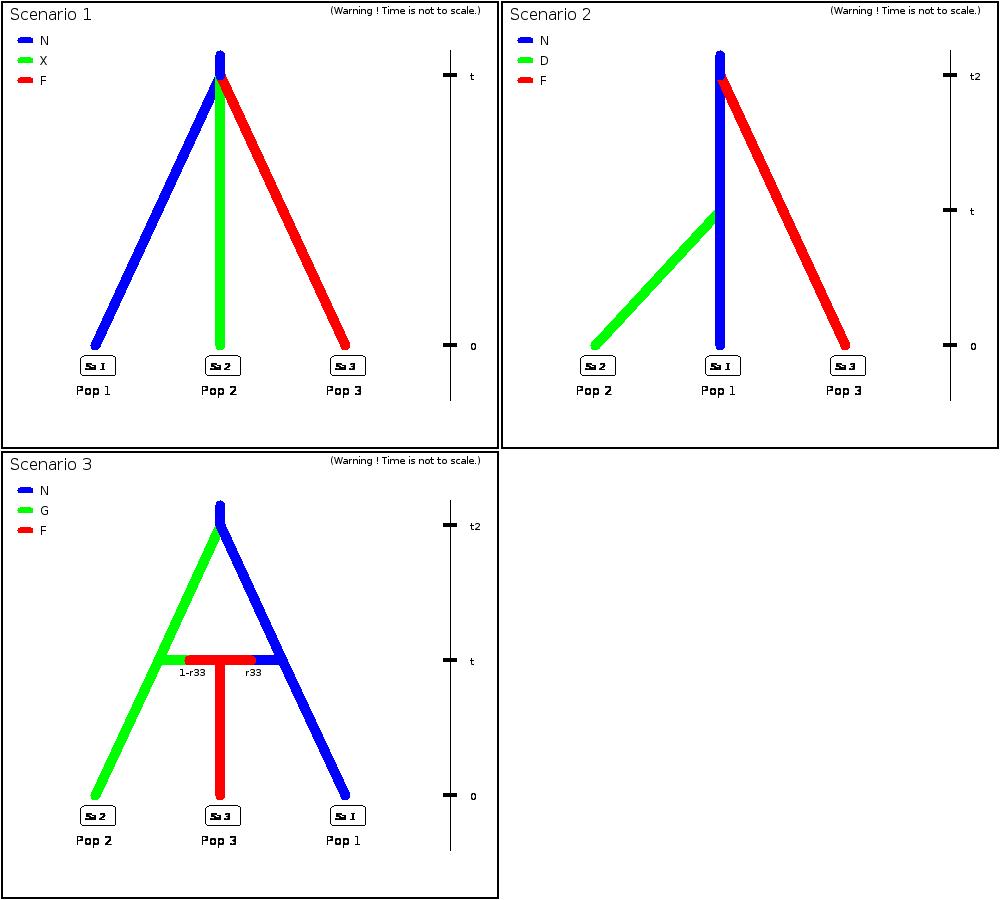 Scenario 1
(Warning ! Time is not to scale.)
N
X
F
t
0
Sa 1
Sa 2
Sa 3
Pop 1
Pop 2
Pop 3
Scenario 2
(Warning ! Time is not to scale.)
N
D
F
t2
t
0
Sa 2
Sa 1
Sa 3
Pop 2
Pop 1
Pop 3
Scenario 3
(Warning ! Time is not to scale.)
N
G
F
t2
t
1-r33
r33
0
Sa 2
Sa 3
Sa 1
Pop 2
Pop 3
Pop 1